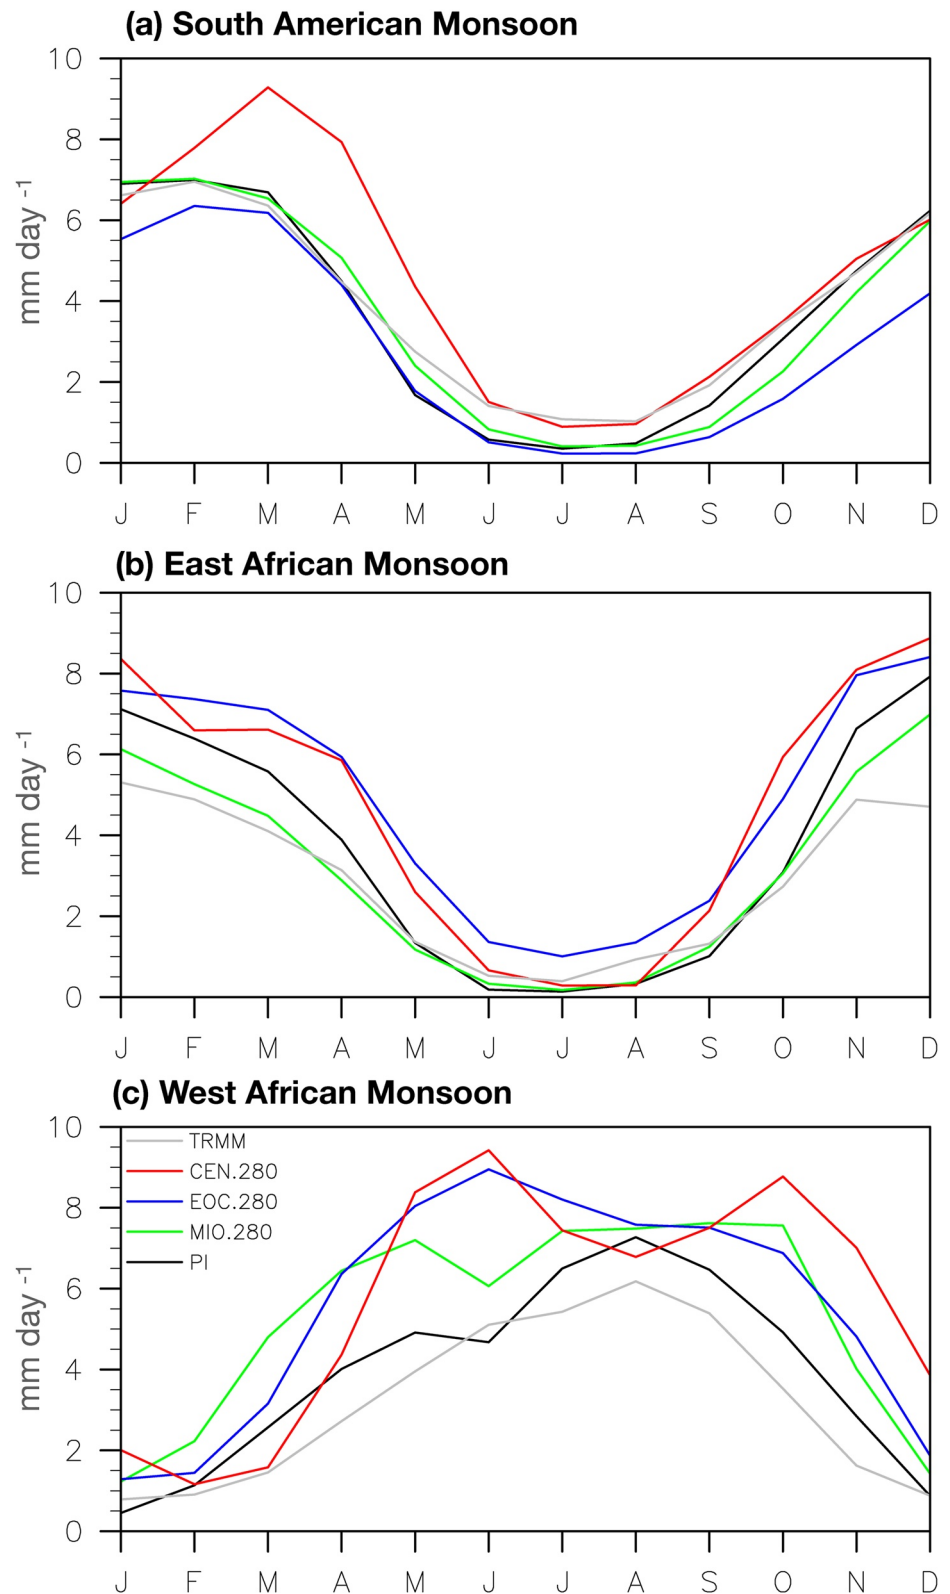 (a) South American Monsoon
10
8
6
4
2
0
mm day -1
J F M A M J J A S O N D
(b) East African Monsoon
10
8
6
4
2
0
mm day -1
J F M A M J J A S O N D
(c) West African Monsoon
10
8
6
4
2
0
mm day -1
TRMM
CEN.280
EOC.280
MIO.280
PI
J F M A M J J A S O N D